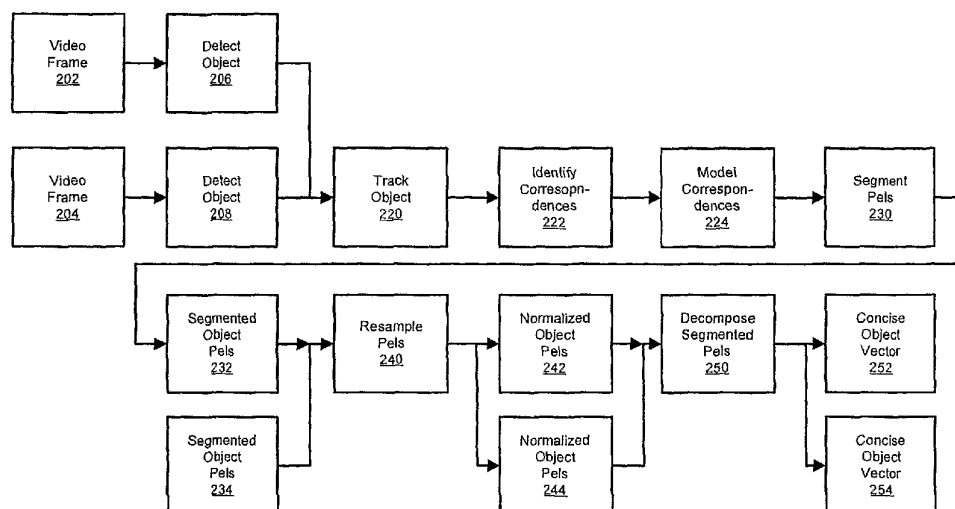 Video
Frame
202
Detect
Object
206
Video
Frame
204
Detect
Object
208
Track
Object
220
Identify
Corresopn-
dences
222
Model
Correspon-
dences
224
Segment
Pels
230
Segmented
Object
Pels
232
Resample
Pels
240
Normalized
Object
Pels
242
Decompose
Segmented
Pels
250
Concise
Object
Vector
252
Segmented
Object
Pels
234
Normalized
Object
Pels
244
Concise
Object
Vector
254